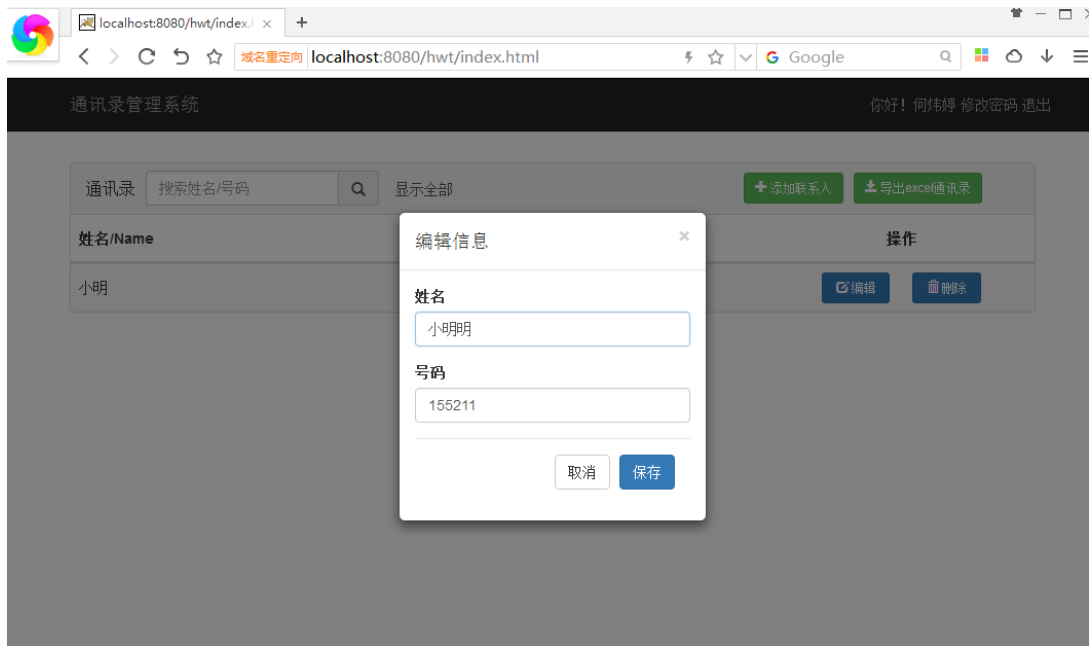 localhost:8080/hwt/index.
域名重定向 localhost:8080/hwt/index.html
Google
通讯录管理系统
你好！何炜婷 修改密码 退出
通讯录 搜索姓名/号码 显示全部 添加联系人 导出excel通讯录
姓名/Name 操作
小明 编辑 删除
编辑信息 ×
姓名
小明明
号码
155211
取消 保存